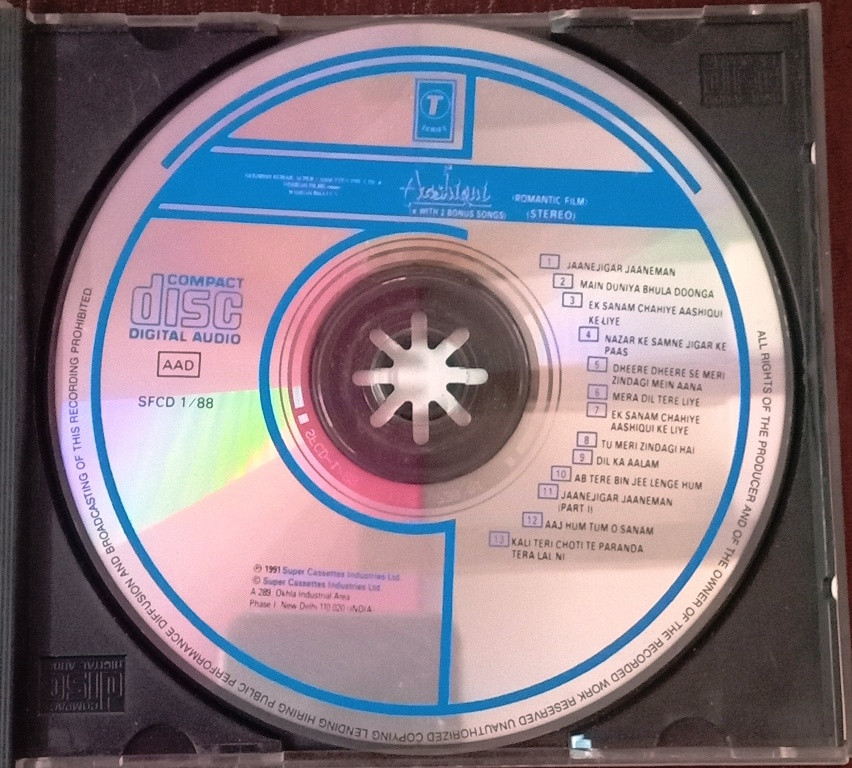 T
SERIES
Aashiqui
(ROMANTIC FILM)
(WITH 2 BONUS SONGS)
(STEREO)
COMPACT
disc
DIGITAL AUDIO
AAD
SFCD 1/88
1 JAANEJIGAR JAANEMAN
2 MAIN DUNIYA BHULA DOONGA
3 EK SANAM CHAHIYE AASHIQUI
KE LIYE
4 NAZAR KE SAMNE JIGAR KE
PAAS
5 DHEERE DHEERE SE MERI
ZINDAGI MEIN AANA
6 MERA DIL TERE LIYE
7 EK SANAM CHAHIYE
AASHIQUI KE LIYE
8 TU MERI ZINDAGI HAI
9 DIL KA AALAM
10 AB TERE BIN JEE LENGE HUM
11 JAANEJIGAR JAANEMAN
(PART II)
12 AAJ HUM TUM O SANAM
13 KALI TERI CHOTI TE PARANDA
TERA LAL NI
℗ 1991 Super Cassettes Industries Ltd.
© Super Cassettes Industries Ltd.
A 289, Okhla Industrial Area
Phase I New Delhi 110 020 (INDIA)
ALL RIGHTS OF THE PRODUCER AND OF THE OWNER OF THE RECORDED WORK RESERVED UNAUTHORIZED COPYING LENDING HIRING PUBLIC PERFORMANCE DIFFUSION AND BROADCASTING OF THIS RECORDING PROHIBITED
COMPACT
disc
DIGITAL AUDIO